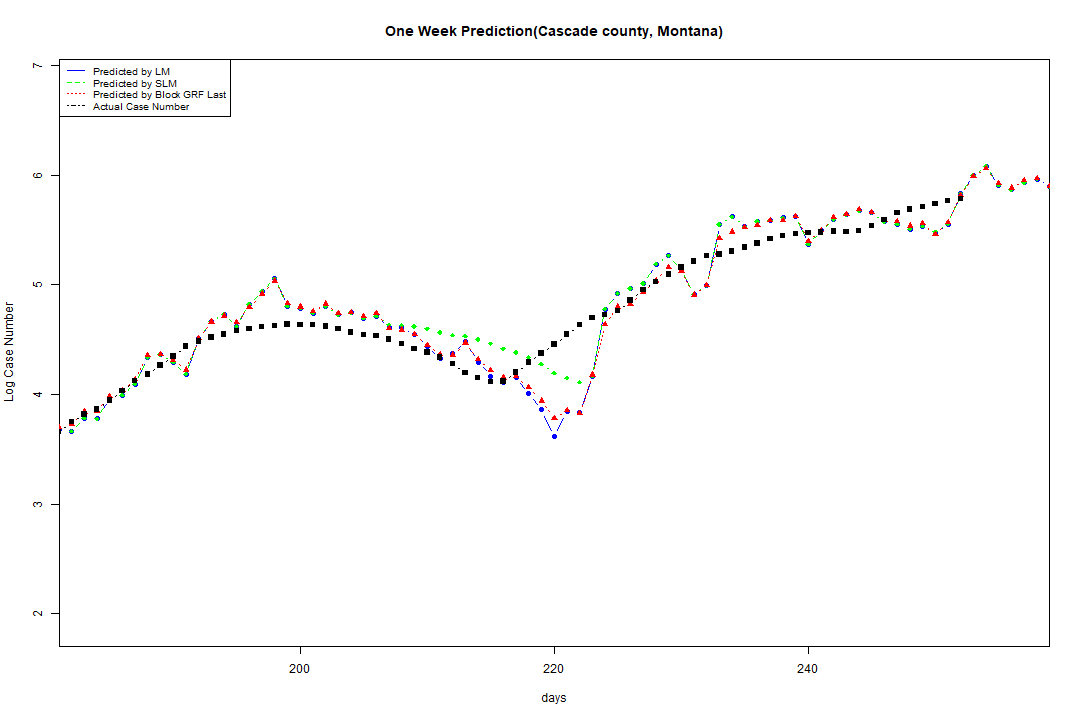 One Week Prediction(Cascade county, Montana)
Predicted by LM
Predicted by SLM
Predicted by Block GRF Last
Actual Case Number
7
6
5
4
3
2
Log Case Number
200
220
240
days